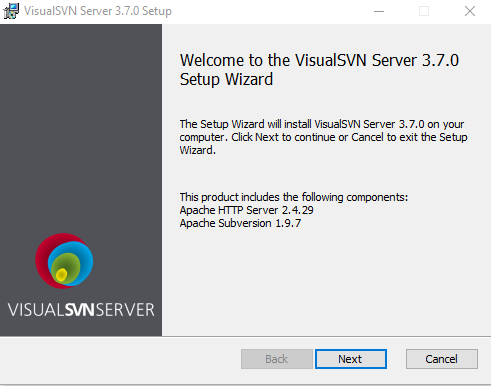 VisualSVN Server 3.7.0 Setup
Welcome to the VisualSVN Server 3.7.0
Setup Wizard
The Setup Wizard will install VisualSVN Server 3.7.0 on your
computer. Click Next to continue or Cancel to exit the Setup
Wizard.
This product includes the following components:
Apache HTTP Server 2.4.29
Apache Subversion 1.9.7
VISUALSVNSERVER
Back
Next
Cancel